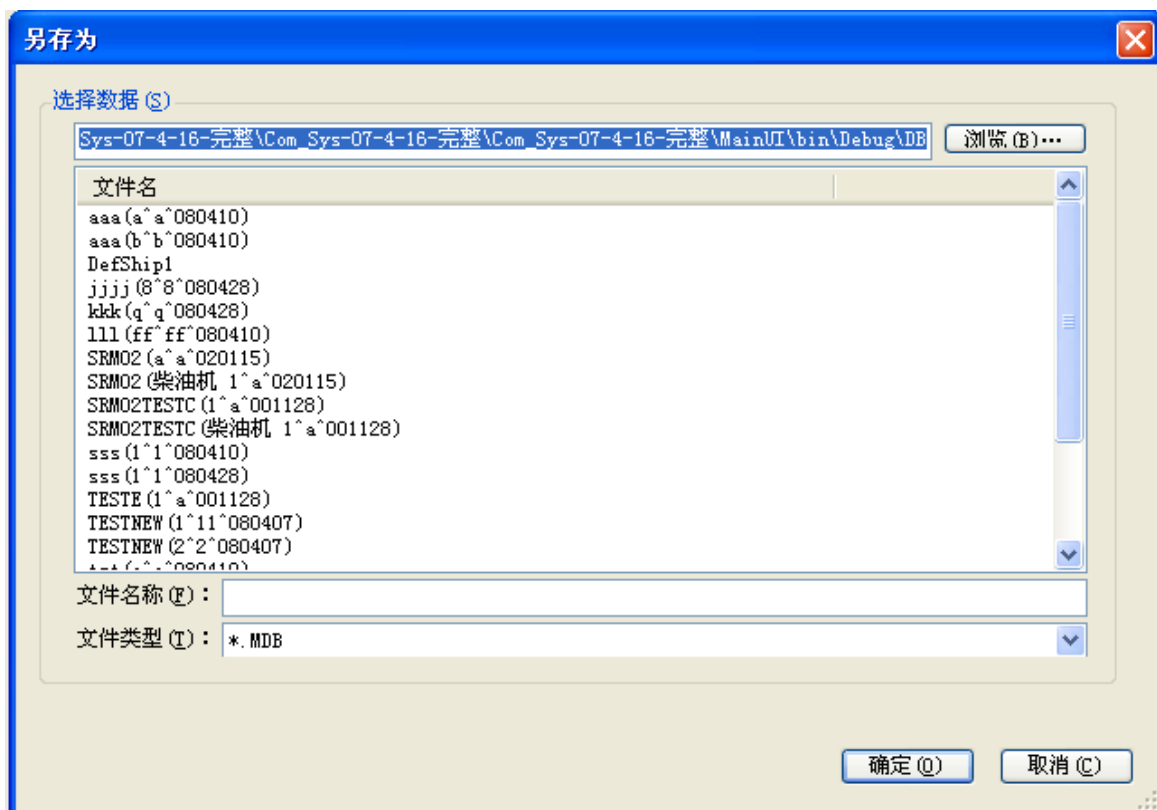 另存为
选择数据(S)
Sys-07-4-16-完整\Com_Sys-07-4-16-完整\Com_Sys-07-4-16-完整\MainUI\bin\Debug\DB 浏览(B)…
文件名
aaa(a^a^080410)
aaa(b^b^080410)
DefShip1
jjjj(8^8^080428)
kkk(q^q^080428)
lll(ff^ff^080410)
SRM02(a^a^020115)
SRM02(柴油机 1^a^020115)
SRM02TESTC(1^a^001128)
SRM02TESTC(柴油机 1^a^001128)
sss(1^1^080410)
sss(1^1^080428)
TESTE(1^a^001128)
TESTNEW(1^11^080407)
TESTNEW(2^2^080407)
文件名称(F)：
文件类型(T)： *.MDB
确定(O) 取消(C)